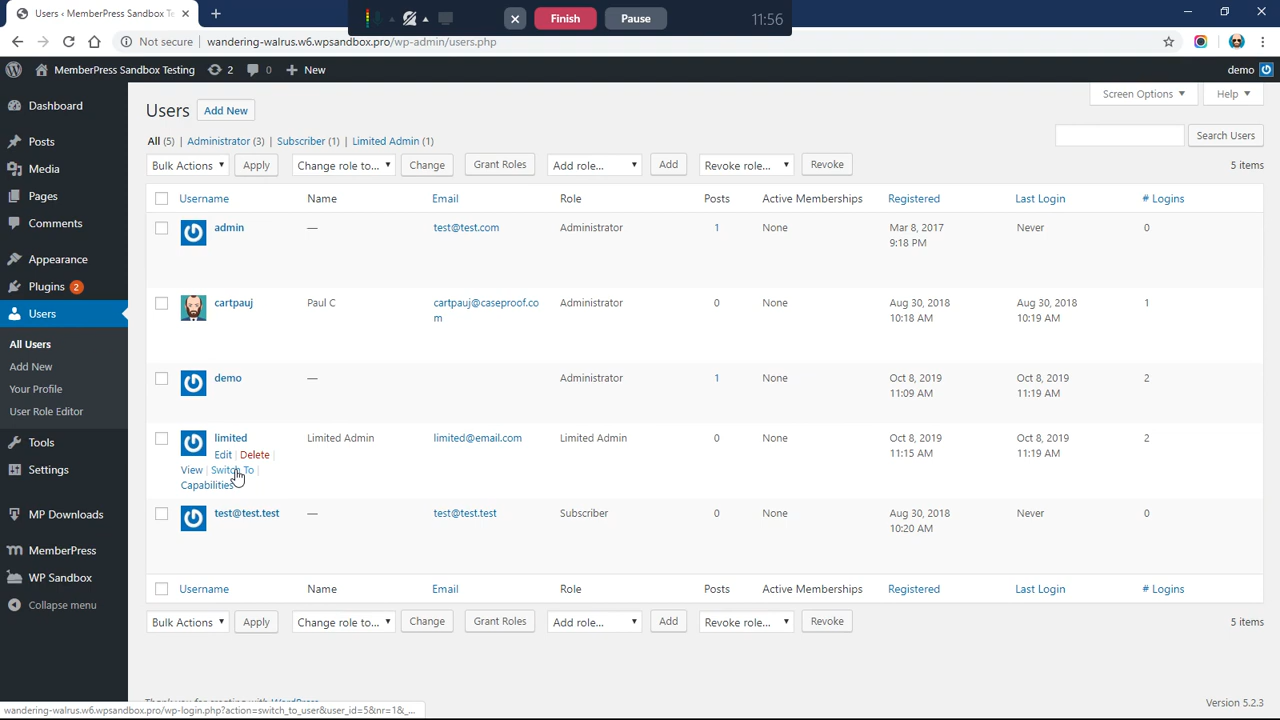 MemberPress Sandbox Te
Finish
Pause
11:56
Not secure
wandering-walrus.w6.wpsandbox.pro/wp-admin/users.php
MemberPress Sandbox Testing
2
0
New
demo
Dashboard
Posts
Media
Pages
Comments
Appearance
Plugins 2
Users
All Users
Add New
Your Profile
User Role Editor
Tools
Settings
MP Downloads
MemberPress
WP Sandbox
Collapse menu
Users Add New
Screen Options Help
All (5) | Administrator (3) | Subscriber (1) | Limited Admin (1)
Search Users
Bulk Actions Apply Change role to... Change Grant Roles Add role... Add Revoke role... Revoke 5 items
Username Name Email Role Posts Active Memberships Registered Last Login # Logins
admin — test@test.com Administrator 1 None Mar 8, 2017 Never 0
9:18 PM
cartpauj Paul C cartpauj@caseproof.co Administrator 0 None Aug 30, 2018 Aug 30, 2018 1
m 10:18 AM 10:19 AM
demo — Administrator 1 None Oct 8, 2019 Oct 8, 2019 2
11:09 AM 11:19 AM
limited Limited Admin limited@email.com Limited Admin 0 None Oct 8, 2019 Oct 8, 2019 2
Edit | Delete | 11:15 AM 11:19 AM
View | Switch To |
Capabilities
test@test.test — test@test.test Subscriber 0 None Aug 30, 2018 Never 0
10:20 AM
Username Name Email Role Posts Active Memberships Registered Last Login # Logins
Bulk Actions Apply Change role to... Change Grant Roles Add role... Add Revoke role... Revoke 5 items
Thank you for creating with WordPress
Version 5.2.3
wandering-walrus.w6.wpsandbox.pro/wp-login.php?action=switch_to_user&user_id=5&nr=1&_...